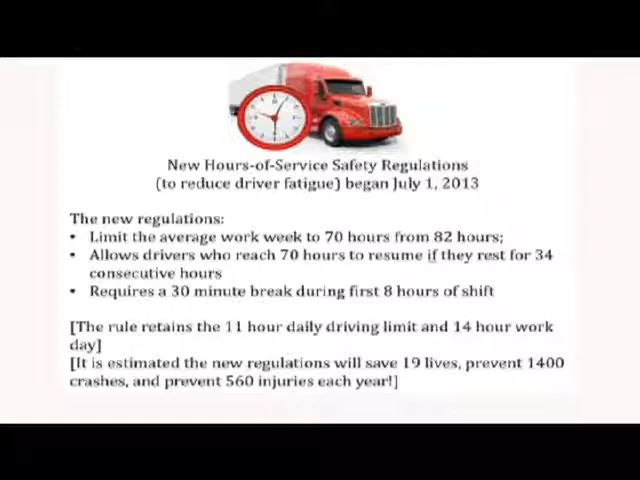 New Hours-of-Service Safety Regulations
(to reduce driver fatigue) began July 1, 2013
The new regulations:
• Limit the average work week to 70 hours from 82 hours;
• Allows drivers who reach 70 hours to resume if they rest for 34
consecutive hours
• Requires a 30 minute break during first 8 hours of shift
[The rule retains the 11 hour daily driving limit and 14 hour work
day]
[It is estimated the new regulations will save 19 lives, prevent 1400
crashes, and prevent 560 injuries each year!]